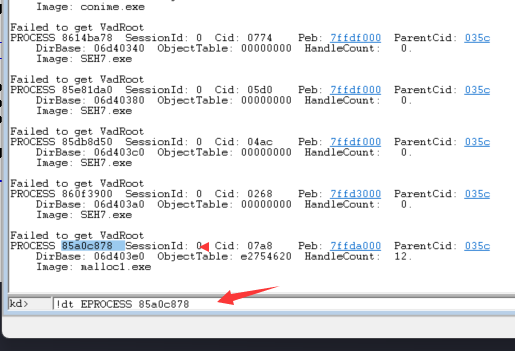 Image: conime.exe
Failed to get VadRoot
PROCESS 8614ba78 SessionId: 0 Cid: 0774 Peb: 7ffdf000 ParentCid: 035c
DirBase: 06d40340 ObjectTable: 00000000 HandleCount: 0.
Image: SEH7.exe
Failed to get VadRoot
PROCESS 85e81da0 SessionId: 0 Cid: 05d0 Peb: 7ffdf000 ParentCid: 035c
DirBase: 06d40380 ObjectTable: 00000000 HandleCount: 0.
Image: SEH7.exe
Failed to get VadRoot
PROCESS 85db8d50 SessionId: 0 Cid: 04ac Peb: 7ffdf000 ParentCid: 035c
DirBase: 06d403c0 ObjectTable: 00000000 HandleCount: 0.
Image: SEH7.exe
Failed to get VadRoot
PROCESS 860f3900 SessionId: 0 Cid: 0268 Peb: 7ffd3000 ParentCid: 035c
DirBase: 06d403a0 ObjectTable: 00000000 HandleCount: 0.
Image: SEH7.exe
Failed to get VadRoot
PROCESS 85a0c878 SessionId: 0 Cid: 07a8 Peb: 7ffda000 ParentCid: 035c
DirBase: 06d403e0 ObjectTable: e2754620 HandleCount: 12.
Image: malloc1.exe
kd> !dt EPROCESS 85a0c878